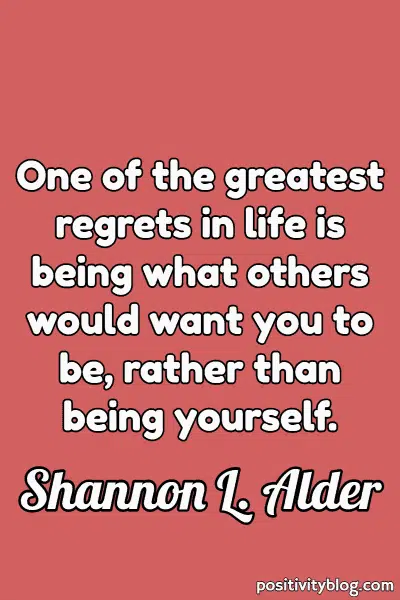 One of the greatest
regrets in life is
being what others
would want you to
be, rather than
being yourself.
Shannon L. Alder
positivityblog.com